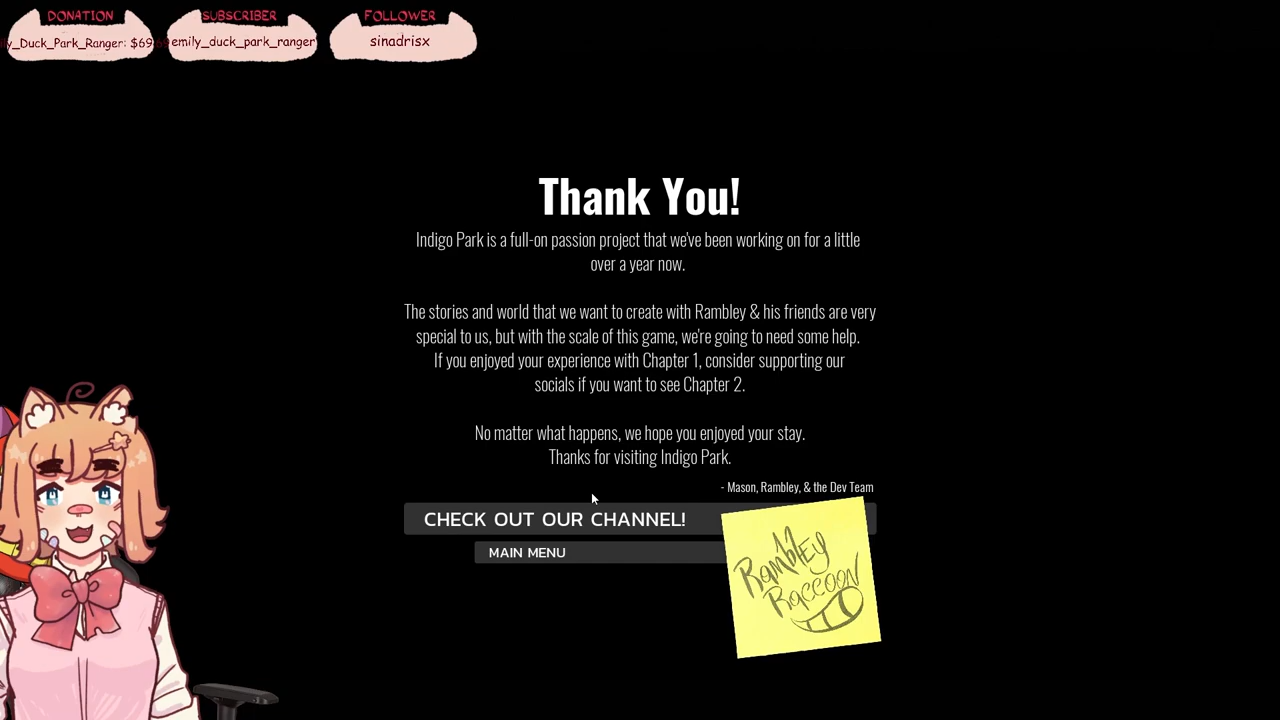 DONATION
ly_Duck_Park_Ranger: $69.69
SUBSCRIBER
emily_duck_park_ranger
FOLLOWER
sinadrisx
Thank You!
Indigo Park is a full-on passion project that we've been working on for a little
over a year now.
The stories and world that we want to create with Rambley & his friends are very
special to us, but with the scale of this game, we're going to need some help.
If you enjoyed your experience with Chapter 1, consider supporting our
socials if you want to see Chapter 2.
No matter what happens, we hope you enjoyed your stay.
Thanks for visiting Indigo Park.
- Mason, Rambley, & the Dev Team
CHECK OUT OUR CHANNEL!
MAIN MENU
Rambley
Raccoon